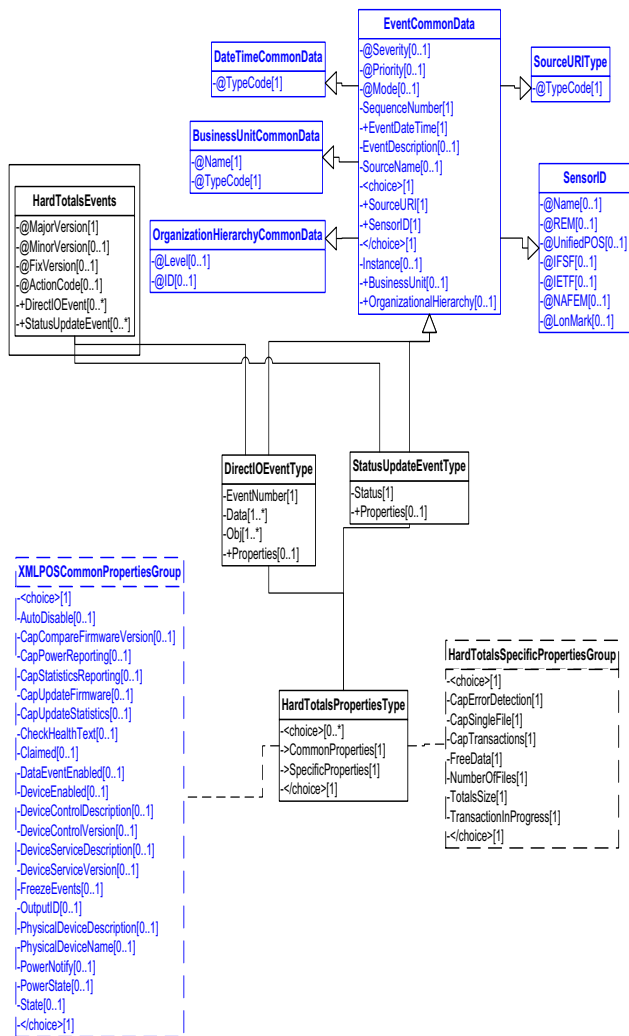 EventCommonData
-@Severity[0..1]
-@Priority[0..1]
-@Mode[0..1]
-SequenceNumber[1]
-+EventDateTime[1]
-EventDescription[0..1]
-SourceName[0..1]
-<choice>[1]
-+SourceURI[1]
-+SensorID[1]
-</choice>[1]
-Instance[0..1]
-+BusinessUnit[0..1]
-+OrganizationalHierarchy[0..1]
DateTimeCommonData
-@TypeCode[1]
SourceURIType
-@TypeCode[1]
BusinessUnitCommonData
-@Name[1]
-@TypeCode[1]
OrganizationHierarchyCommonData
-@Level[0..1]
-@ID[0..1]
SensorID
-@Name[0..1]
-@REM[0..1]
-@UnifiedPOS[0..1]
-@IFSF[0..1]
-@IETF[0..1]
-@NAFEM[0..1]
-@LonMark[0..1]
HardTotalsEvents
-@MajorVersion[1]
-@MinorVersion[0..1]
-@FixVersion[0..1]
-@ActionCode[0..1]
-+DirectIOEvent[0..*]
-+StatusUpdateEvent[0..*]
DirectIOEventType
-EventNumber[1]
-Data[1..*]
-Obj[1..*]
-+Properties[0..1]
StatusUpdateEventType
-Status[1]
-+Properties[0..1]
XMLPOSCommonPropertiesGroup
-<choice>[1]
-AutoDisable[0..1]
-CapCompareFirmwareVersion[0..1]
-CapPowerReporting[0..1]
-CapStatisticsReporting[0..1]
-CapUpdateFirmware[0..1]
-CapUpdateStatistics[0..1]
-CheckHealthText[0..1]
-Claimed[0..1]
-DataEventEnabled[0..1]
-DeviceEnabled[0..1]
-DeviceControlDescription[0..1]
-DeviceControlVersion[0..1]
-DeviceServiceDescription[0..1]
-DeviceServiceVersion[0..1]
-FreezeEvents[0..1]
-OutputID[0..1]
-PhysicalDeviceDescription[0..1]
-PhysicalDeviceName[0..1]
-PowerNotify[0..1]
-PowerState[0..1]
-State[0..1]
-</choice>[1]
HardTotalsPropertiesType
-<choice>[0..*]
->CommonProperties[1]
->SpecificProperties[1]
-</choice>[1]
HardTotalsSpecificPropertiesGroup
-<choice>[1]
-CapErrorDetection[1]
-CapSingleFile[1]
-CapTransactions[1]
-FreeData[1]
-NumberOfFiles[1]
-TotalsSize[1]
-TransactionInProgress[1]
-</choice>[1]